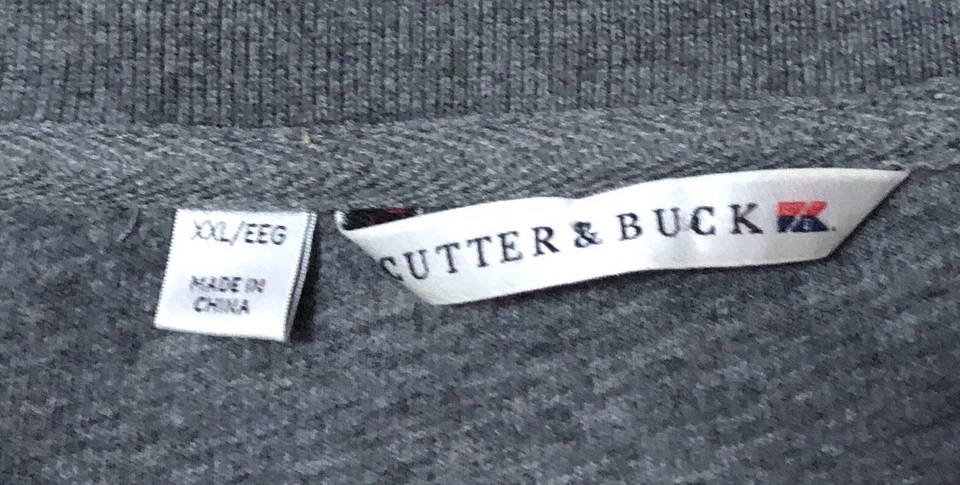 XXL/EEG
MADE IN
CHINA
CUTTER & BUCK